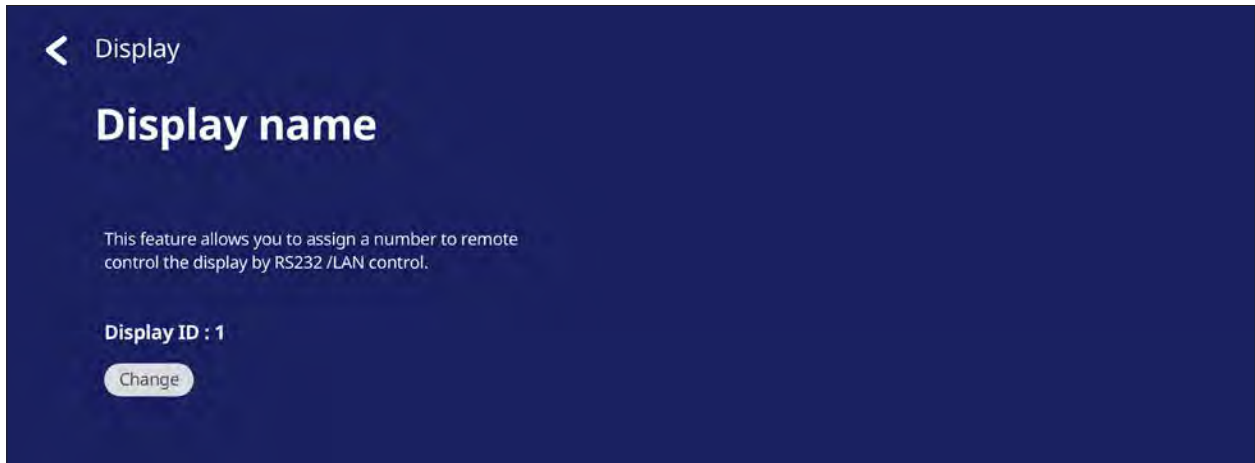 Display
Display name
This feature allows you to assign a number to remote
control the display by RS232 /LAN control.
Display ID : 1
Change